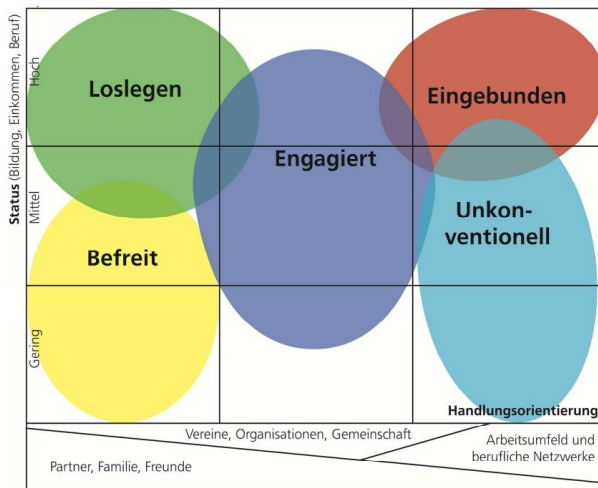 Status (Bildung, Einkommen, Beruf)
Hoch
Mittel
Gering
Loslegen
Eingebunden
Engagiert
Unkon-
ventionell
Befreit
Handlungsorientierung
Vereine, Organisationen, Gemeinschaft
Arbeitsumfeld und
berufliche Netzwerke
Partner, Familie, Freunde